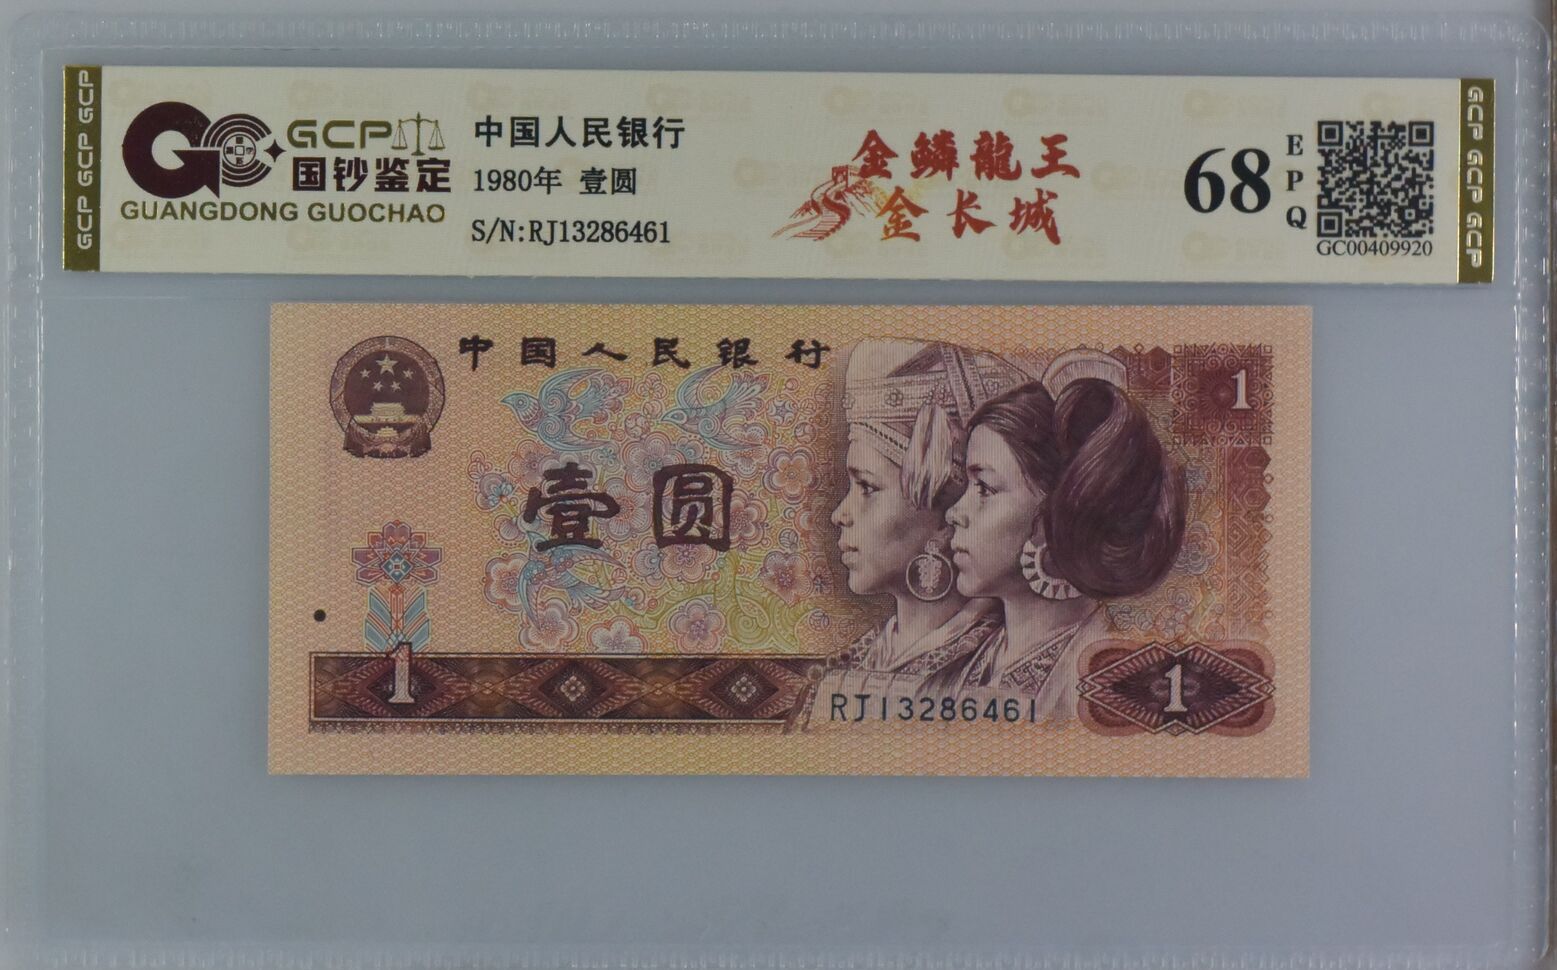 GCP GCP GCP
GCP
国钞鉴定
GUANGDONG GUOCHAO
中国人民银行
1980年 壹圆
S/N:RJ13286461
金鳞龍王
金长城
68
EPQ
GC00409920
GCP GCP GCP
中国人民银行
1
壹圆
1
RJ13286461
1